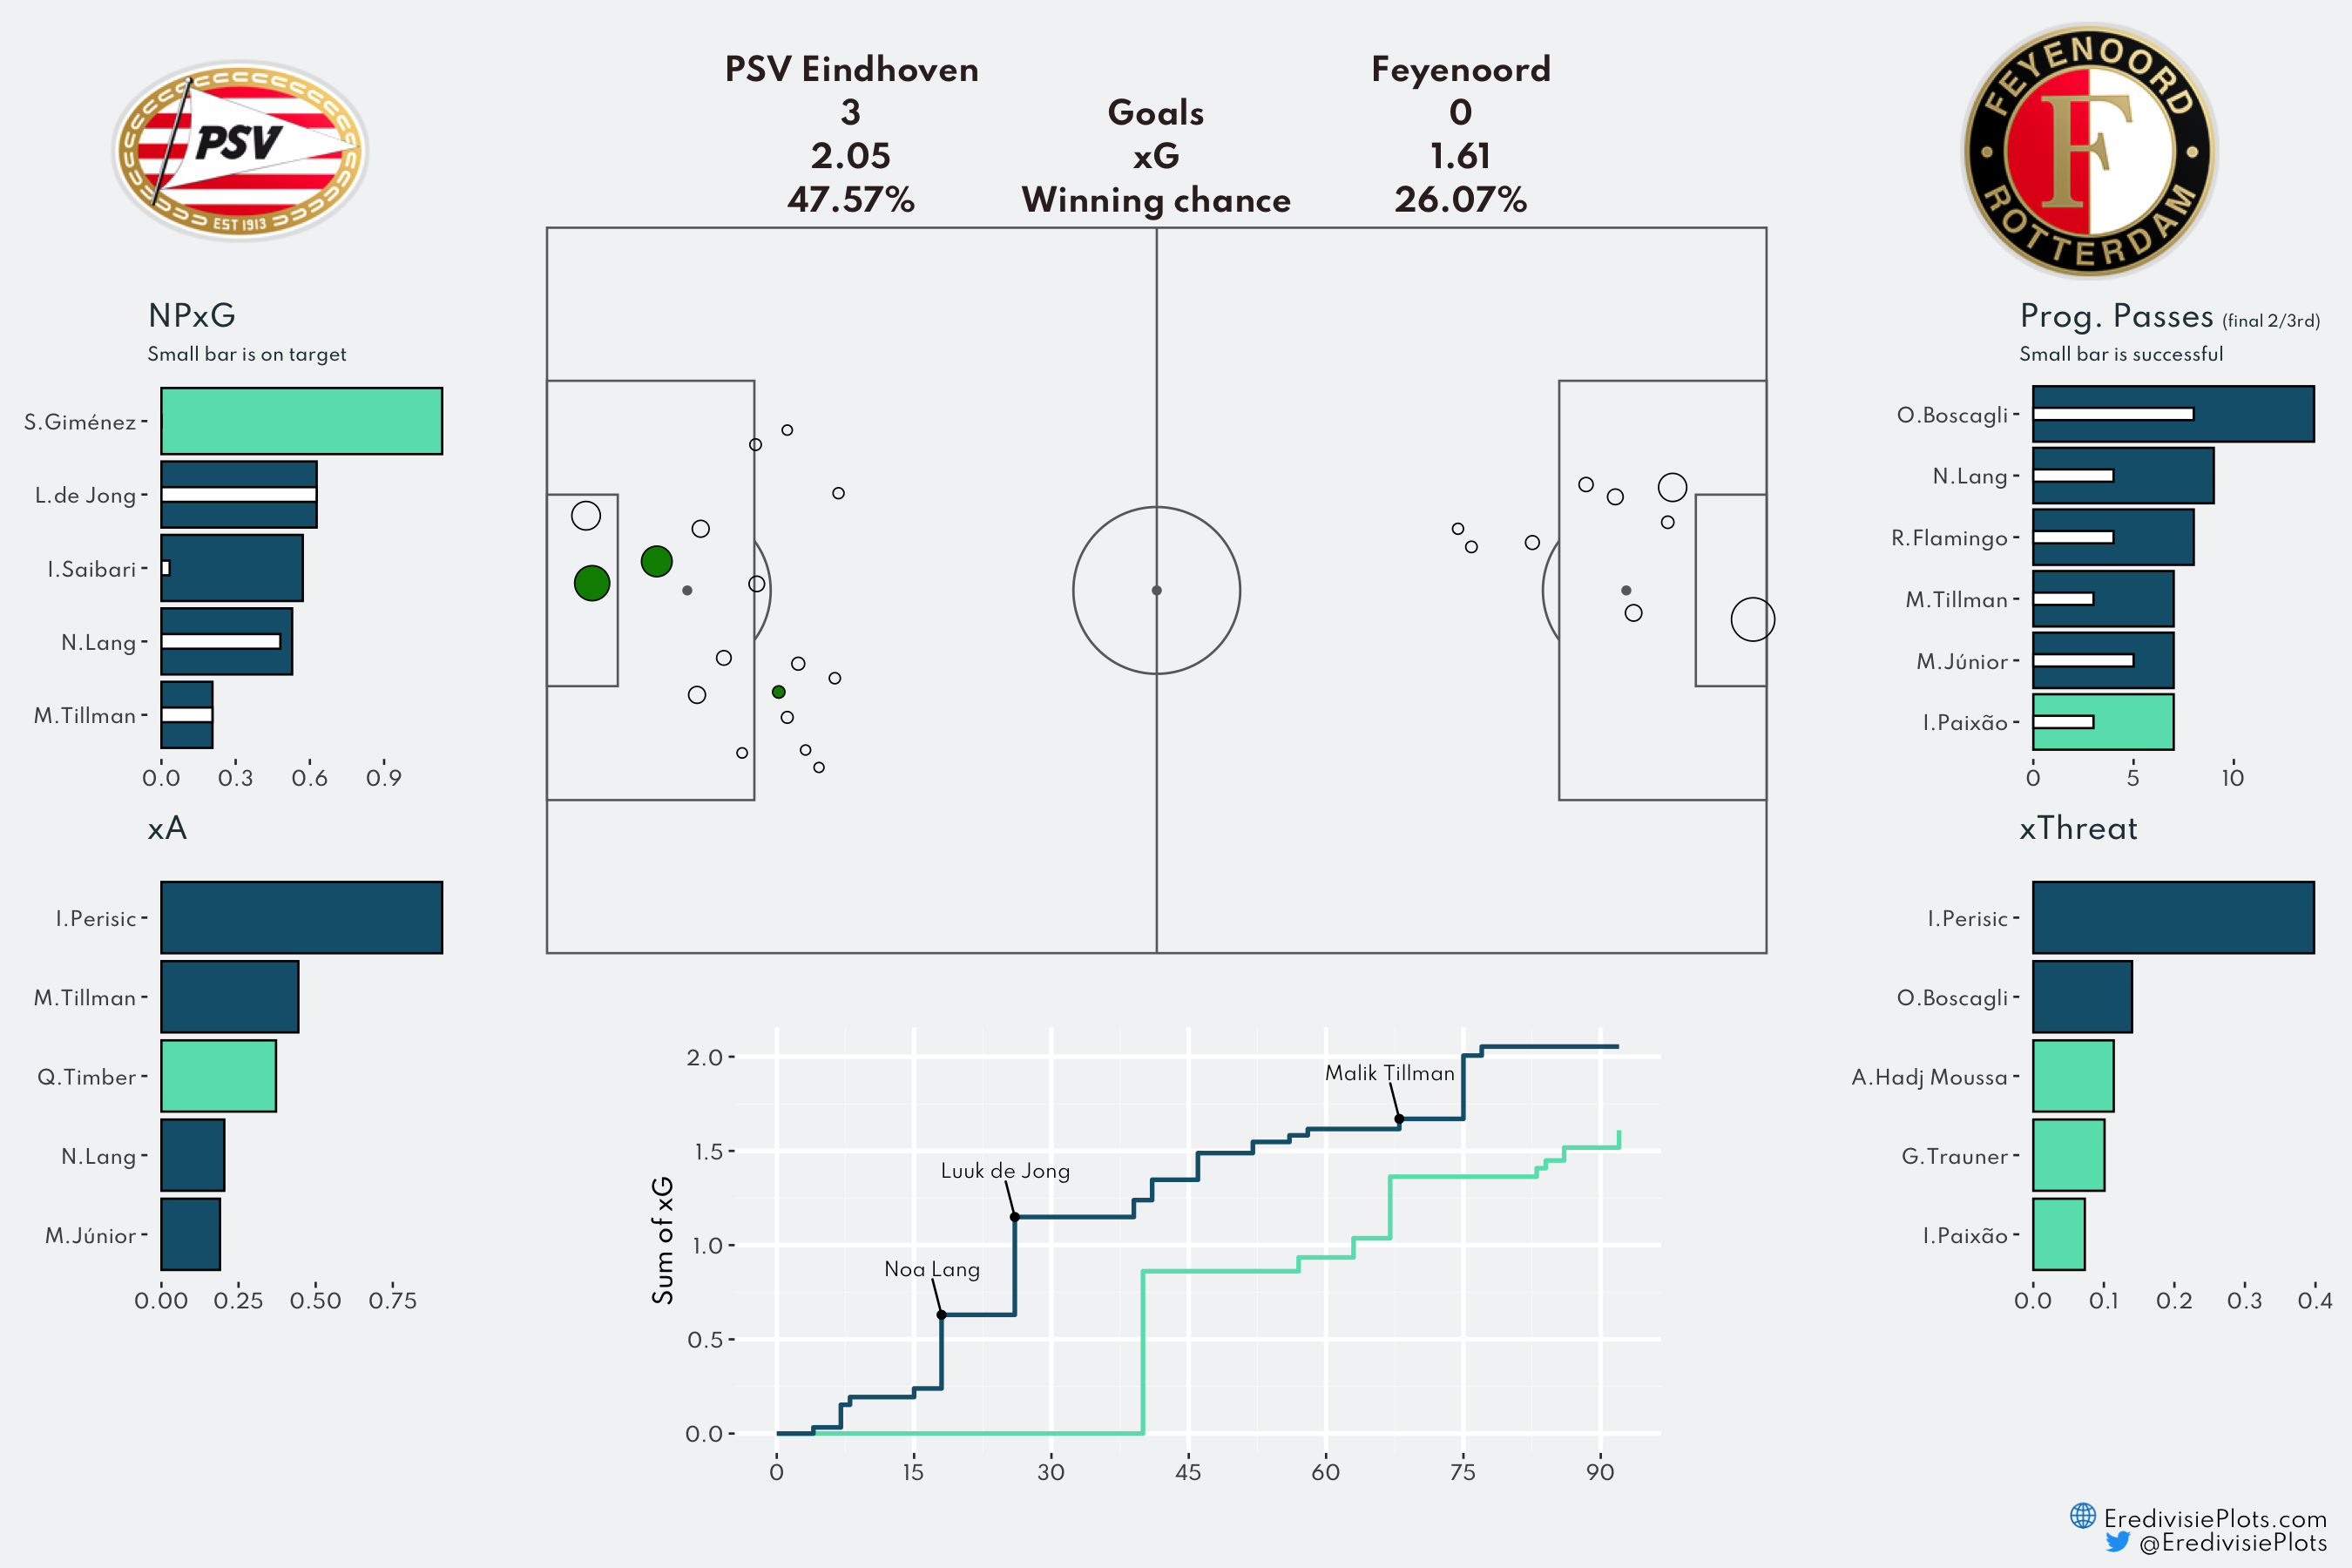 PSV Eindhoven Feyenoord
3 Goals 0
2.05 xG 1.61
47.57% Winning chance 26.07%
PSV
EST 1913
FEYENOORD
F
ROTTERDAM
NPxG
Small bar is on target
S.Giménez
L.de Jong
I.Saibari
N.Lang
M.Tillman
0.0 0.3 0.6 0.9
xA
I.Perisic
M.Tillman
Q.Timber
N.Lang
M.Júnior
0.00 0.25 0.50 0.75
Sum of xG
2.0
1.5
1.0
0.5
0.0
Malik Tillman
Luuk de Jong
Noa Lang
0 15 30 45 60 75 90
Prog. Passes (final 2/3rd)
Small bar is successful
O.Boscagli
N.Lang
R.Flamingo
M.Tillman
M.Júnior
I.Paixão
0 5 10
xThreat
I.Perisic
O.Boscagli
A.Hadj Moussa
G.Trauner
I.Paixão
0.0 0.1 0.2 0.3 0.4
EredivisiePlots.com
@EredivisiePlots